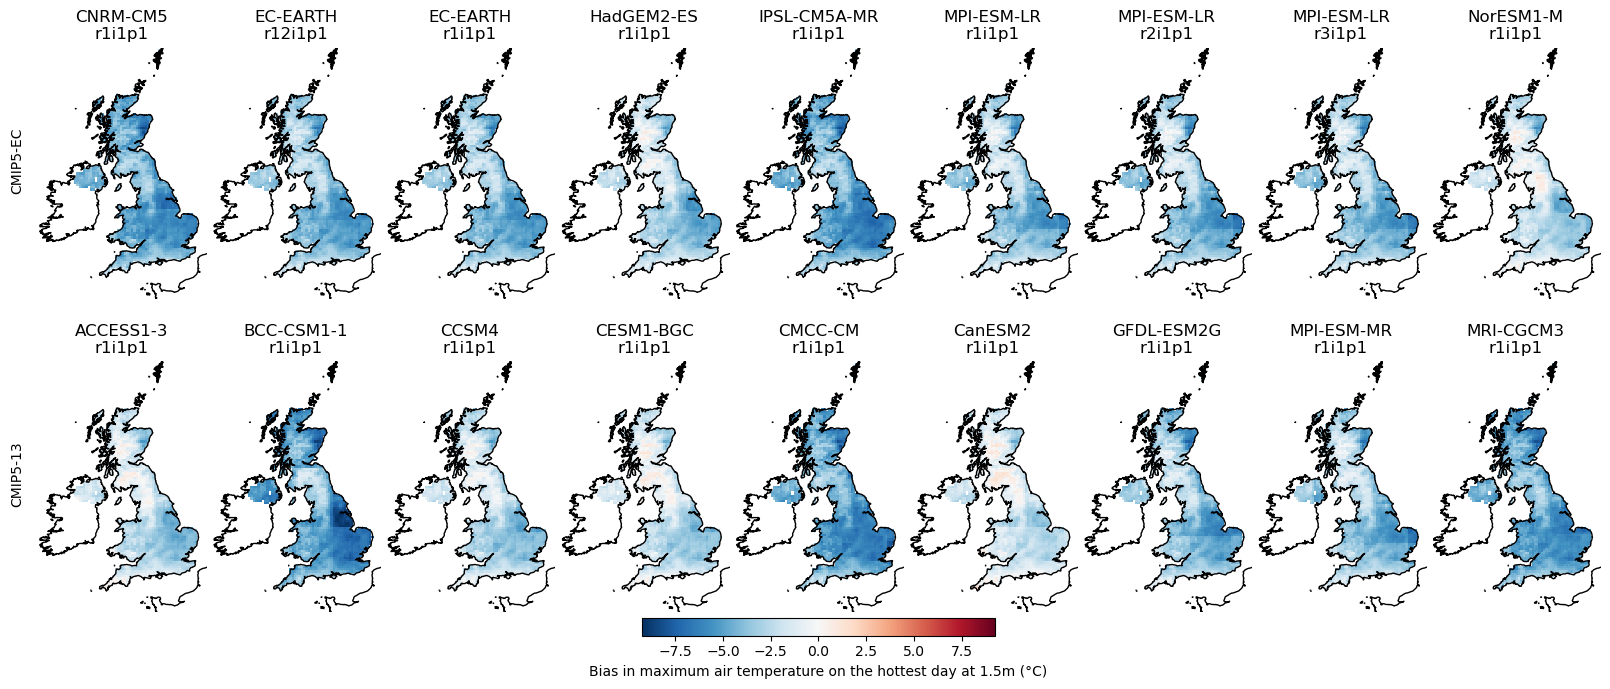 CNRM-CM5 EC-EARTH EC-EARTH HadGEM2-ES IPSL-CM5A-MR MPI-ESM-LR MPI-ESM-LR MPI-ESM-LR NorESM1-M
r1i1p1 r12i1p1 r1i1p1 r1i1p1 r1i1p1 r1i1p1 r2i1p1 r3i1p1 r1i1p1
CMIP5-EC
ACCESS1-3 BCC-CSM1-1 CCSM4 CESM1-BGC CMCC-CM CanESM2 GFDL-ESM2G MPI-ESM-MR MRI-CGCM3
r1i1p1 r1i1p1 r1i1p1 r1i1p1 r1i1p1 r1i1p1 r1i1p1 r1i1p1 r1i1p1
CMIP5-13
−7.5 −5.0 −2.5 0.0 2.5 5.0 7.5
Bias in maximum air temperature on the hottest day at 1.5m (°C)